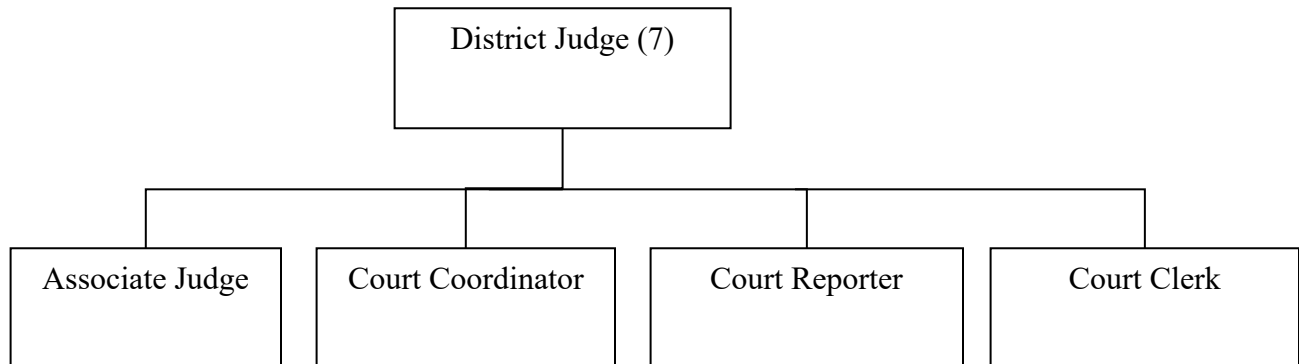 District Judge (7)
Associate Judge
Court Coordinator
Court Reporter
Court Clerk